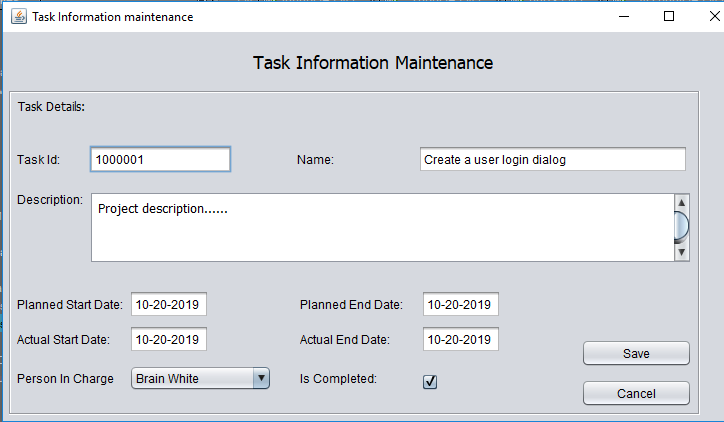 Task Information maintenance
Task Information Maintenance
Task Details:
Task Id: 1000001 Name: Create a user login dialog
Description: Project description......
Planned Start Date: 10-20-2019 Planned End Date: 10-20-2019
Actual Start Date: 10-20-2019 Actual End Date: 10-20-2019
Save
Person In Charge Brain White Is Completed:
Cancel